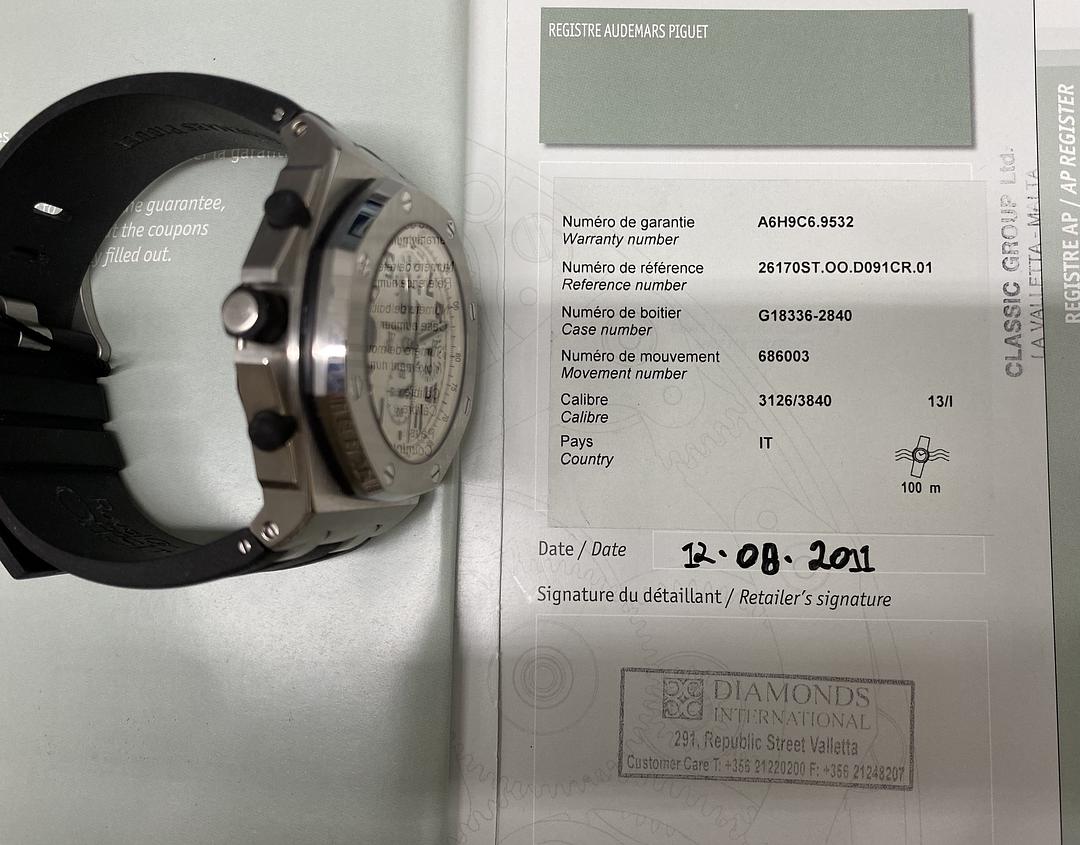 la garan
he guarantee,
t the coupons
filled out.
REGISTRE AUDEMARS PIGUET
Numéro de garantie A6H9C6.9532
Warranty number
Numéro de référence 26170ST.OO.D091CR.01
Reference number
Numéro de boitier G18336-2840
Case number
Numéro de mouvement 686003
Movement number
Calibre 3126/3840 13/I
Calibre
Pays IT
Country
100 m
Date / Date 12.08.2011
Signature du détaillant / Retailer's signature
DIAMONDS
INTERNATIONAL
291, Republic Street Valletta
Customer Care T: +356 21220200 F: +356 21248207
CLASSIC GROUP Ltd.
LA VALLETTA - MALTA
REGISTRE AP / AP REGISTER